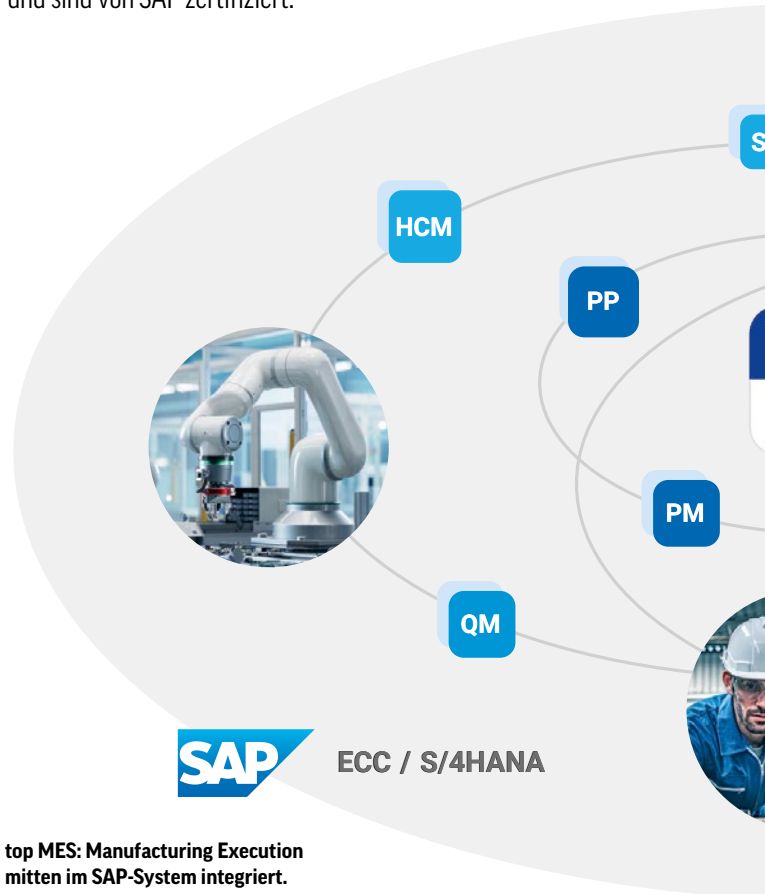 und sind von SAP zertifiziert.
S
HCM
PP
PM
QM
SAP ECC / S/4HANA
top MES: Manufacturing Execution
mitten im SAP-System integriert.